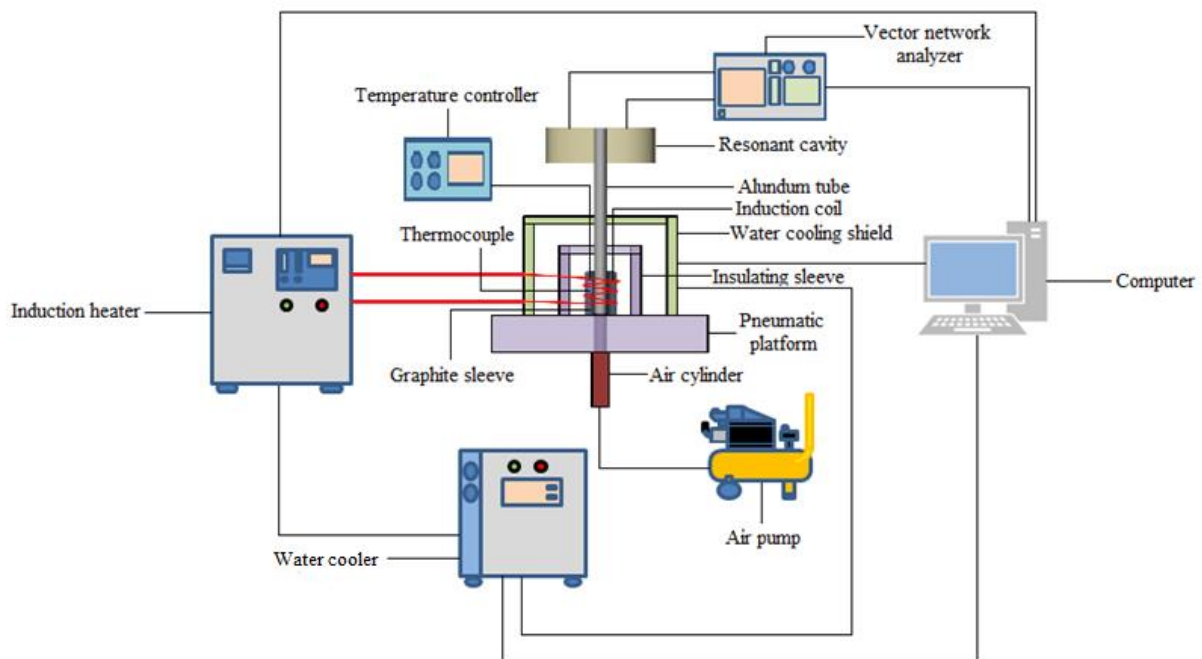 Vector network
analyzer
Temperature controller
Resonant cavity
Alundum tube
Induction coil
Thermocouple
Water cooling shield
Insulating sleeve
Computer
Induction heater
Pneumatic
platform
Graphite sleeve
Air cylinder
Air pump
Water cooler